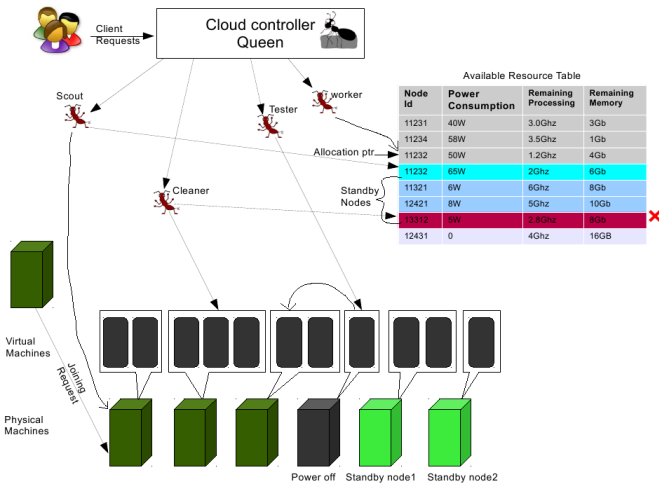 Client
Requests
Cloud controller
Queen
Scout
Tester
worker
Cleaner
Allocation ptr
Standby
Nodes
Available Resource Table
Node Id | Power Consumption | Remaining Processing | Remaining Memory
11231 | 40W | 3.0Ghz | 3Gb
11234 | 58W | 3.5Ghz | 1Gb
11232 | 50W | 1.2Ghz | 4Gb
11232 | 65W | 2Ghz | 6Gb
11321 | 6W | 6Ghz | 8Gb
12421 | 8W | 5Ghz | 10Gb
13312 | 5W | 2.8Ghz | 8Gb
12431 | 0 | 4Ghz | 16GB
Virtual
Machines
Joining
Request
Physical
Machines
Power off
Standby node1
Standby node2